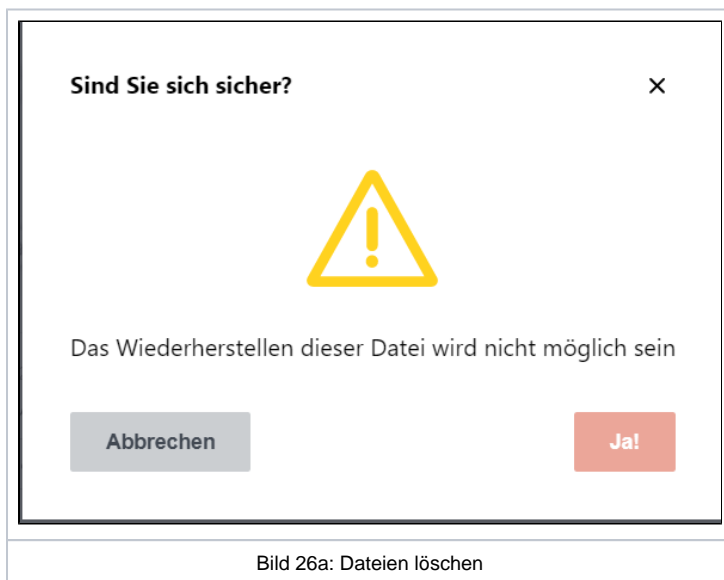 Sind Sie sich sicher?
Das Wiederherstellen dieser Datei wird nicht möglich sein
Abbrechen Ja!
Bild 26a: Dateien löschen